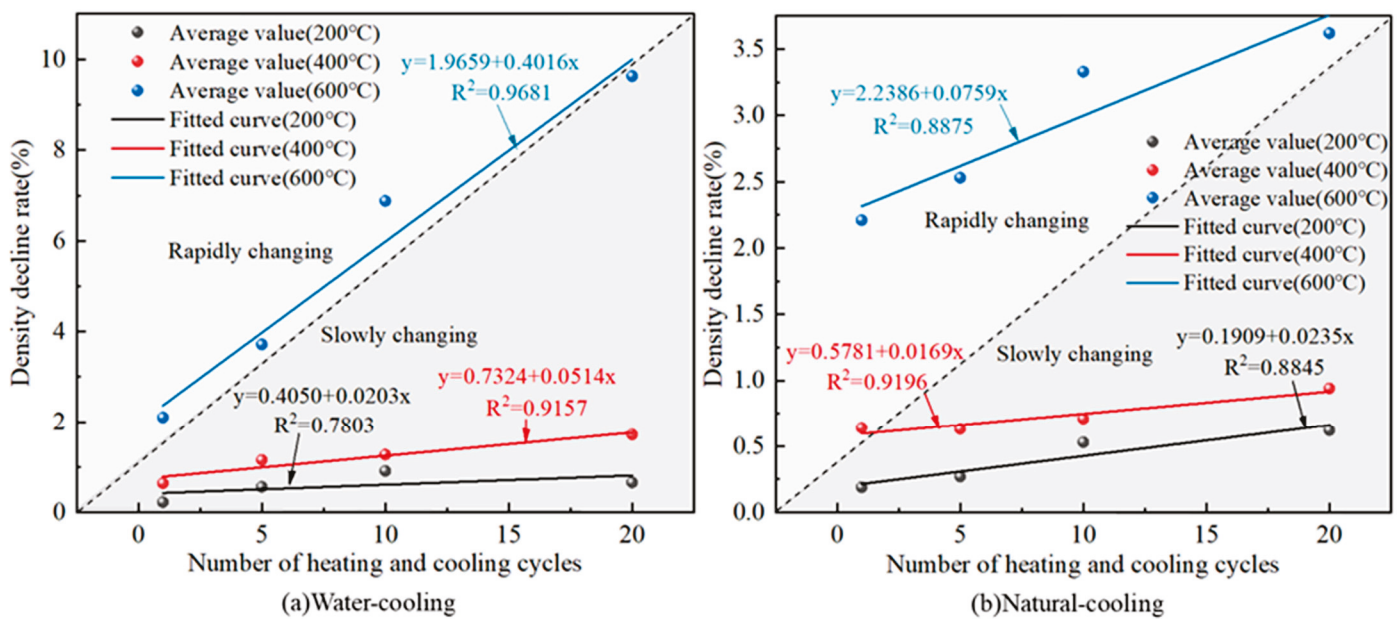 Average value(200℃)
Average value(400℃)
Average value(600℃)
Fitted curve(200℃)
Fitted curve(400℃)
Fitted curve(600℃)
y=1.9659+0.4016x
R²=0.9681
Rapidly changing
Slowly changing
y=0.4050+0.0203x
R²=0.7803
y=0.7324+0.0514x
R²=0.9157
Density decline rate(%)
10
8
6
4
2
0
0 5 10 15 20
Number of heating and cooling cycles
(a)Water-cooling
y=2.2386+0.0759x
R²=0.8875
Average value(200℃)
Average value(400℃)
Average value(600℃)
Fitted curve(200℃)
Fitted curve(400℃)
Fitted curve(600℃)
Rapidly changing
Slowly changing
y=0.5781+0.0169x
R²=0.9196
y=0.1909+0.0235x
R²=0.8845
Density decline rate(%)
3.5
3.0
2.5
2.0
1.5
1.0
0.5
0.0
0 5 10 15 20
Number of heating and cooling cycles
(b)Natural-cooling